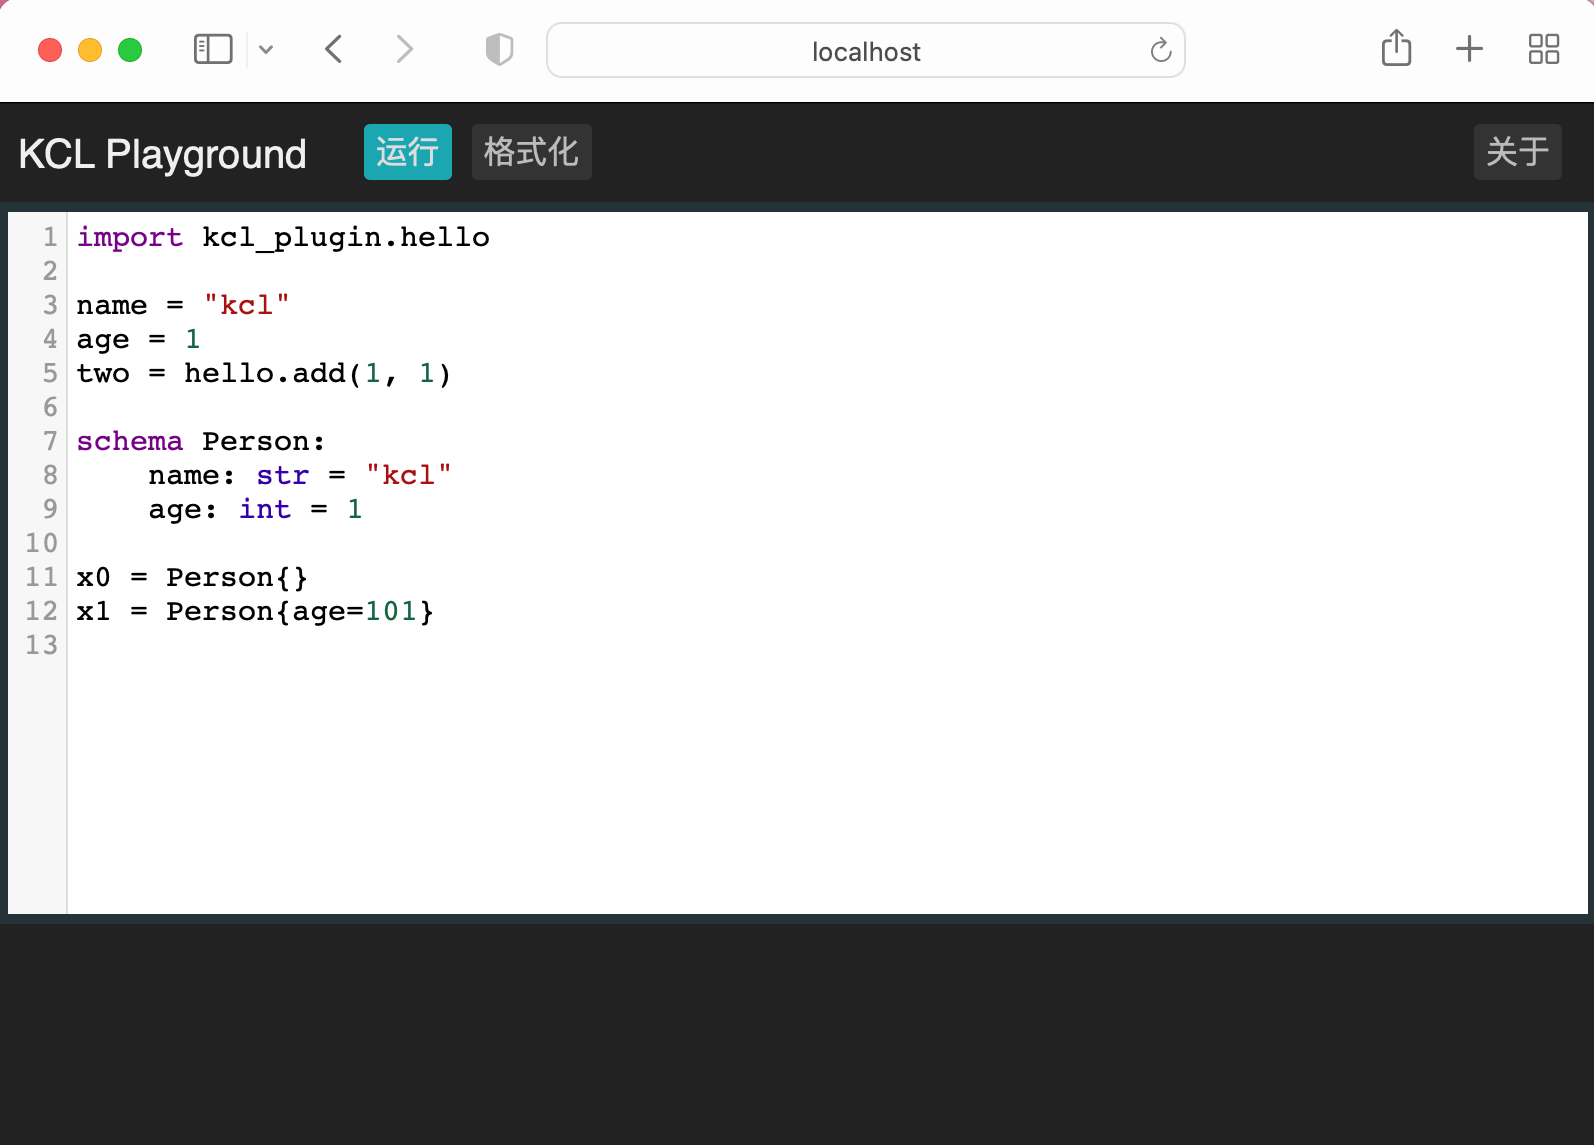 localhost
KCL Playground 运行 格式化 关于
1 import kcl_plugin.hello
2
3 name = "kcl"
4 age = 1
5 two = hello.add(1, 1)
6
7 schema Person:
8     name: str = "kcl"
9     age: int = 1
10
11 x0 = Person{}
12 x1 = Person{age=101}
13